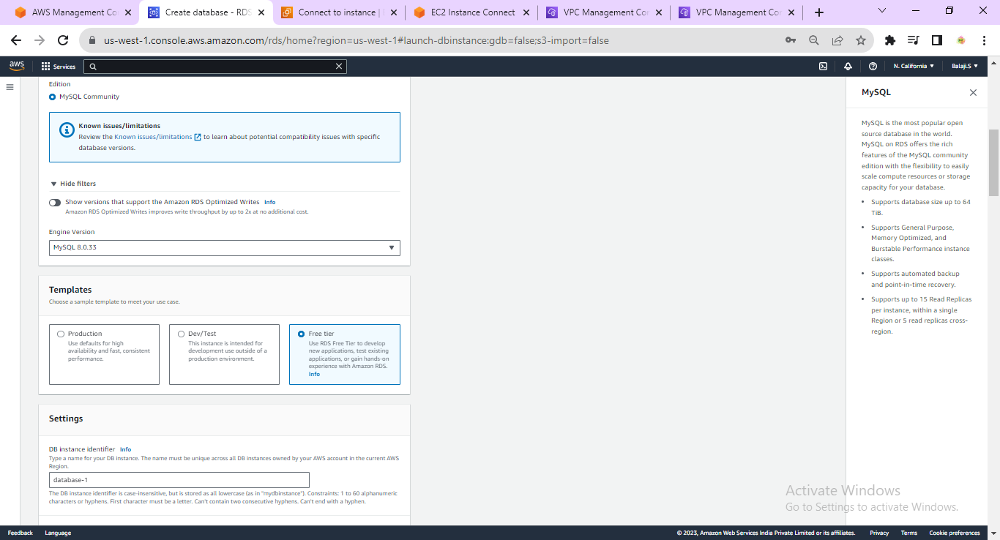 AWS Management Co
Create database - RDS
Connect to instance |
EC2 Instance Connect
VPC Management Con
VPC Management Con
us-west-1.console.aws.amazon.com/rds/home?region=us-west-1#launch-dbinstance:gdb=false;s3-import=false
aws
Services
N. California ▼
Balaji.S ▼
Edition
MySQL Community
Known issues/limitations
Review the Known issues/limitations to learn about potential compatibility issues with specific
database versions.
▼ Hide filters
Show versions that support the Amazon RDS Optimized Writes Info
Amazon RDS Optimized Writes improves write throughput by up to 2x at no additional cost.
Engine Version
MySQL 8.0.33
Templates
Choose a sample template to meet your use case.
Production
Use defaults for high
availability and fast, consistent
performance.
Dev/Test
This instance is intended for
development use outside of a
production environment.
Free tier
Use RDS Free Tier to develop
new applications, test existing
applications, or gain hands-on
experience with Amazon RDS.
Info
Settings
DB instance identifier Info
Type a name for your DB instance. The name must be unique across all DB instances owned by your AWS account in the current AWS
Region.
database-1
The DB instance identifier is case-insensitive, but is stored as all lowercase (as in "mydbinstance"). Constraints: 1 to 60 alphanumeric
characters or hyphens. First character must be a letter. Can't contain two consecutive hyphens. Can't end with a hyphen.
MySQL
MySQL is the most popular open
source database in the world.
MySQL on RDS offers the rich
features of the MySQL community
edition with the flexibility to easily
scale compute resources or storage
capacity for your database.
• Supports database size up to 64
TiB.
• Supports General Purpose,
Memory Optimized, and
Burstable Performance instance
classes.
• Supports automated backup
and point-in-time recovery.
• Supports up to 15 Read Replicas
per instance, within a single
Region or 5 read replicas cross-
region.
Activate Windows
Go to Settings to activate Windows.
Feedback
Language
© 2023, Amazon Web Services India Private Limited or its affiliates.
Privacy
Terms
Cookie preferences